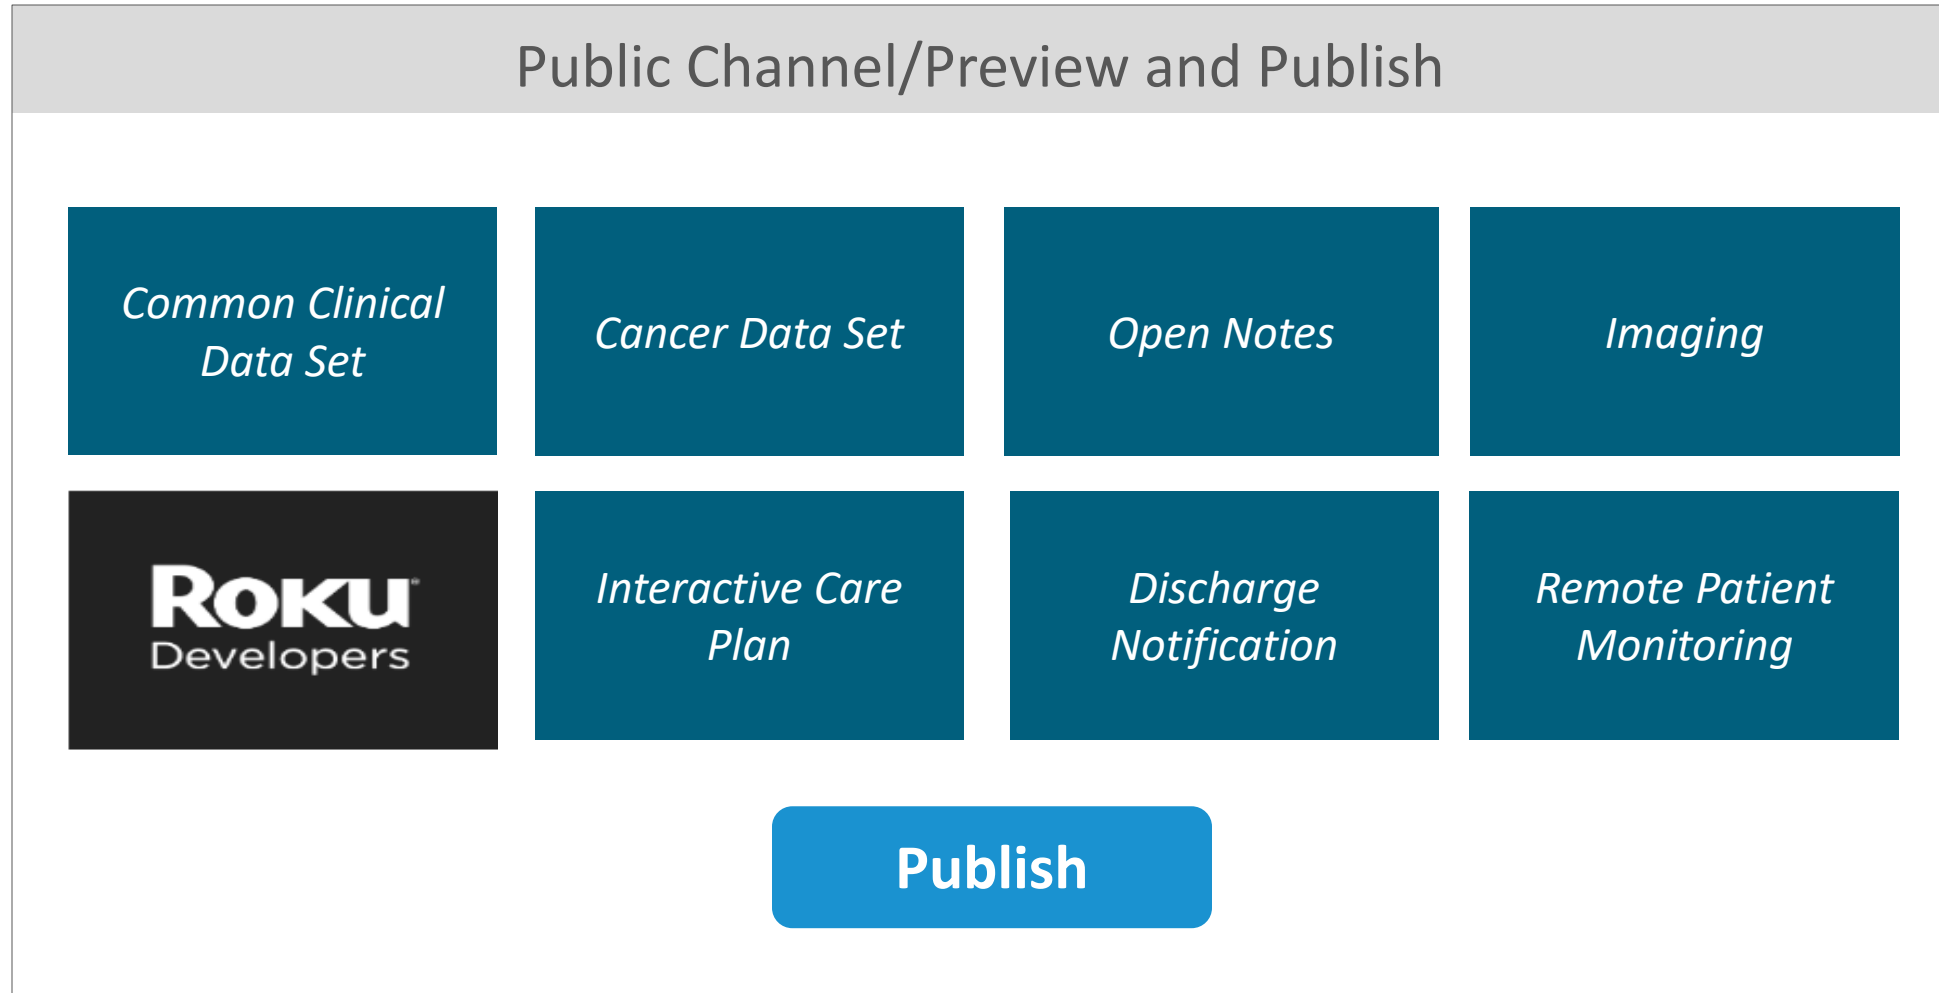 Public Channel/Preview and Publish
Common Clinical
Data Set
Cancer Data Set
Open Notes
Imaging
Roku
Developers
Interactive Care
Plan
Discharge
Notification
Remote Patient
Monitoring
Publish